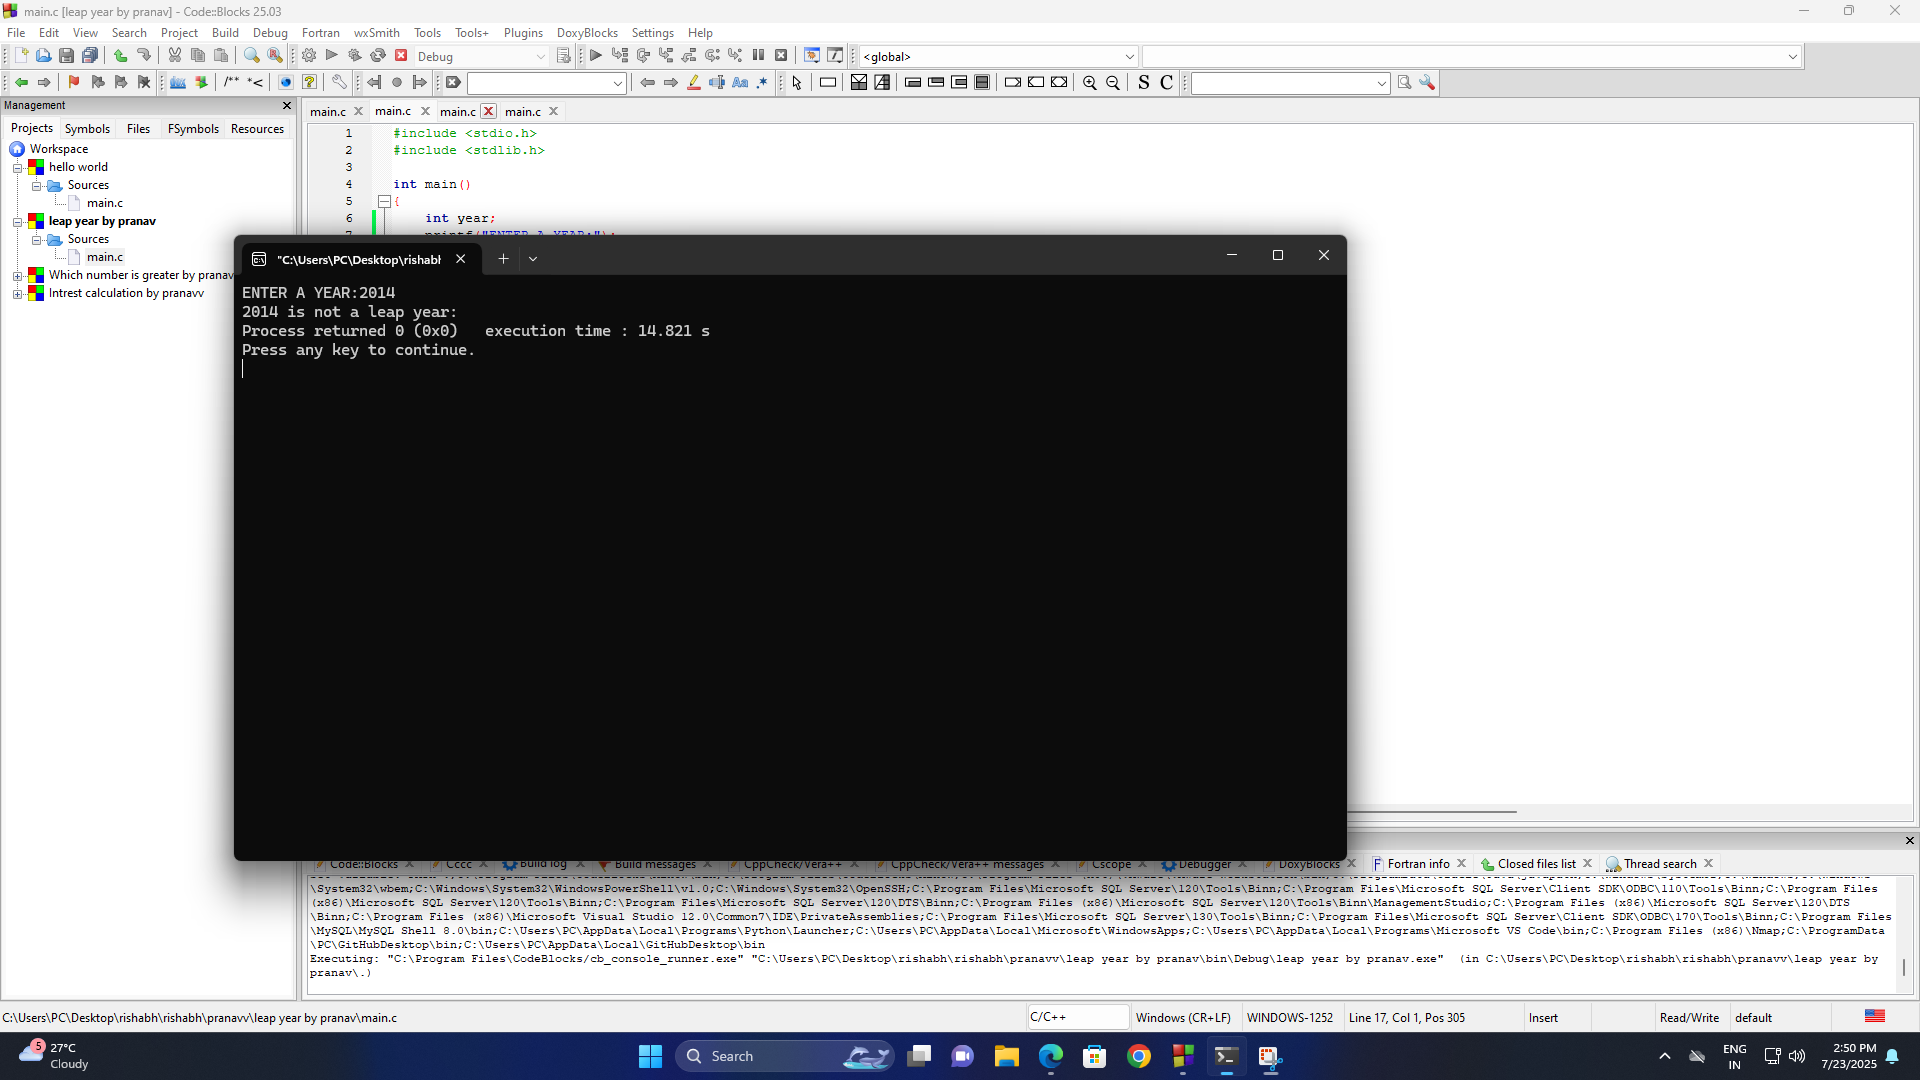 main.c [leap year by pranav] - Code::Blocks 25.03
File Edit View Search Project Build Debug Fortran wxSmith Tools Tools+ Plugins DoxyBlocks Settings Help
Debug
<global>
/** *<
S C
Management
Projects Symbols Files FSymbols Resources
Workspace
hello world
Sources
main.c
leap year by pranav
Sources
main.c
Which number is greater by pranav
Intrest calculation by pranavv
main.c main.c main.c main.c
1 #include <stdio.h>
2 #include <stdlib.h>
3
4 int main()
5 {
6 int year;
7 printf("ENTER A YEAR:");
"C:\Users\PC\Desktop\rishabh
ENTER A YEAR:2014
2014 is not a leap year:
Process returned 0 (0x0)   execution time : 14.821 s
Press any key to continue.
Code::Blocks Cccc Build log Build messages CppCheck/Vera++ CppCheck/Vera++ messages Cscope Debugger DoxyBlocks Fortran info Closed files list Thread search
\System32\wbem;C:\Windows\System32\WindowsPowerShell\v1.0;C:\Windows\System32\OpenSSH;C:\Program Files\Microsoft SQL Server\120\Tools\Binn;C:\Program Files\Microsoft SQL Server\Client SDK\ODBC\110\Tools\Binn;C:\Program Files
(x86)\Microsoft SQL Server\120\Tools\Binn;C:\Program Files\Microsoft SQL Server\120\DTS\Binn;C:\Program Files (x86)\Microsoft SQL Server\120\Tools\Binn\ManagementStudio;C:\Program Files (x86)\Microsoft SQL Server\120\DTS
\Binn;C:\Program Files (x86)\Microsoft Visual Studio 12.0\Common7\IDE\PrivateAssemblies;C:\Program Files\Microsoft SQL Server\130\Tools\Binn;C:\Program Files\Microsoft SQL Server\Client SDK\ODBC\170\Tools\Binn;C:\Program Files
\MySQL\MySQL Shell 8.0\bin;C:\Users\PC\AppData\Local\Programs\Python\Launcher;C:\Users\PC\AppData\Local\Microsoft\WindowsApps;C:\Users\PC\AppData\Local\Programs\Microsoft VS Code\bin;C:\Program Files (x86)\Nmap;C:\ProgramData
\PC\GitHubDesktop\bin;C:\Users\PC\AppData\Local\GitHubDesktop\bin
Executing: "C:\Program Files\CodeBlocks/cb_console_runner.exe" "C:\Users\PC\Desktop\rishabh\rishabh\pranavv\leap year by pranav\bin\Debug\leap year by pranav.exe"  (in C:\Users\PC\Desktop\rishabh\rishabh\pranavv\leap year by
pranav\.)
C:\Users\PC\Desktop\rishabh\rishabh\pranavv\leap year by pranav\main.c C/C++ Windows (CR+LF) WINDOWS-1252 Line 17, Col 1, Pos 305 Insert Read/Write default
5 27°C
Cloudy
Search
ENG
IN
2:50 PM
7/23/2025